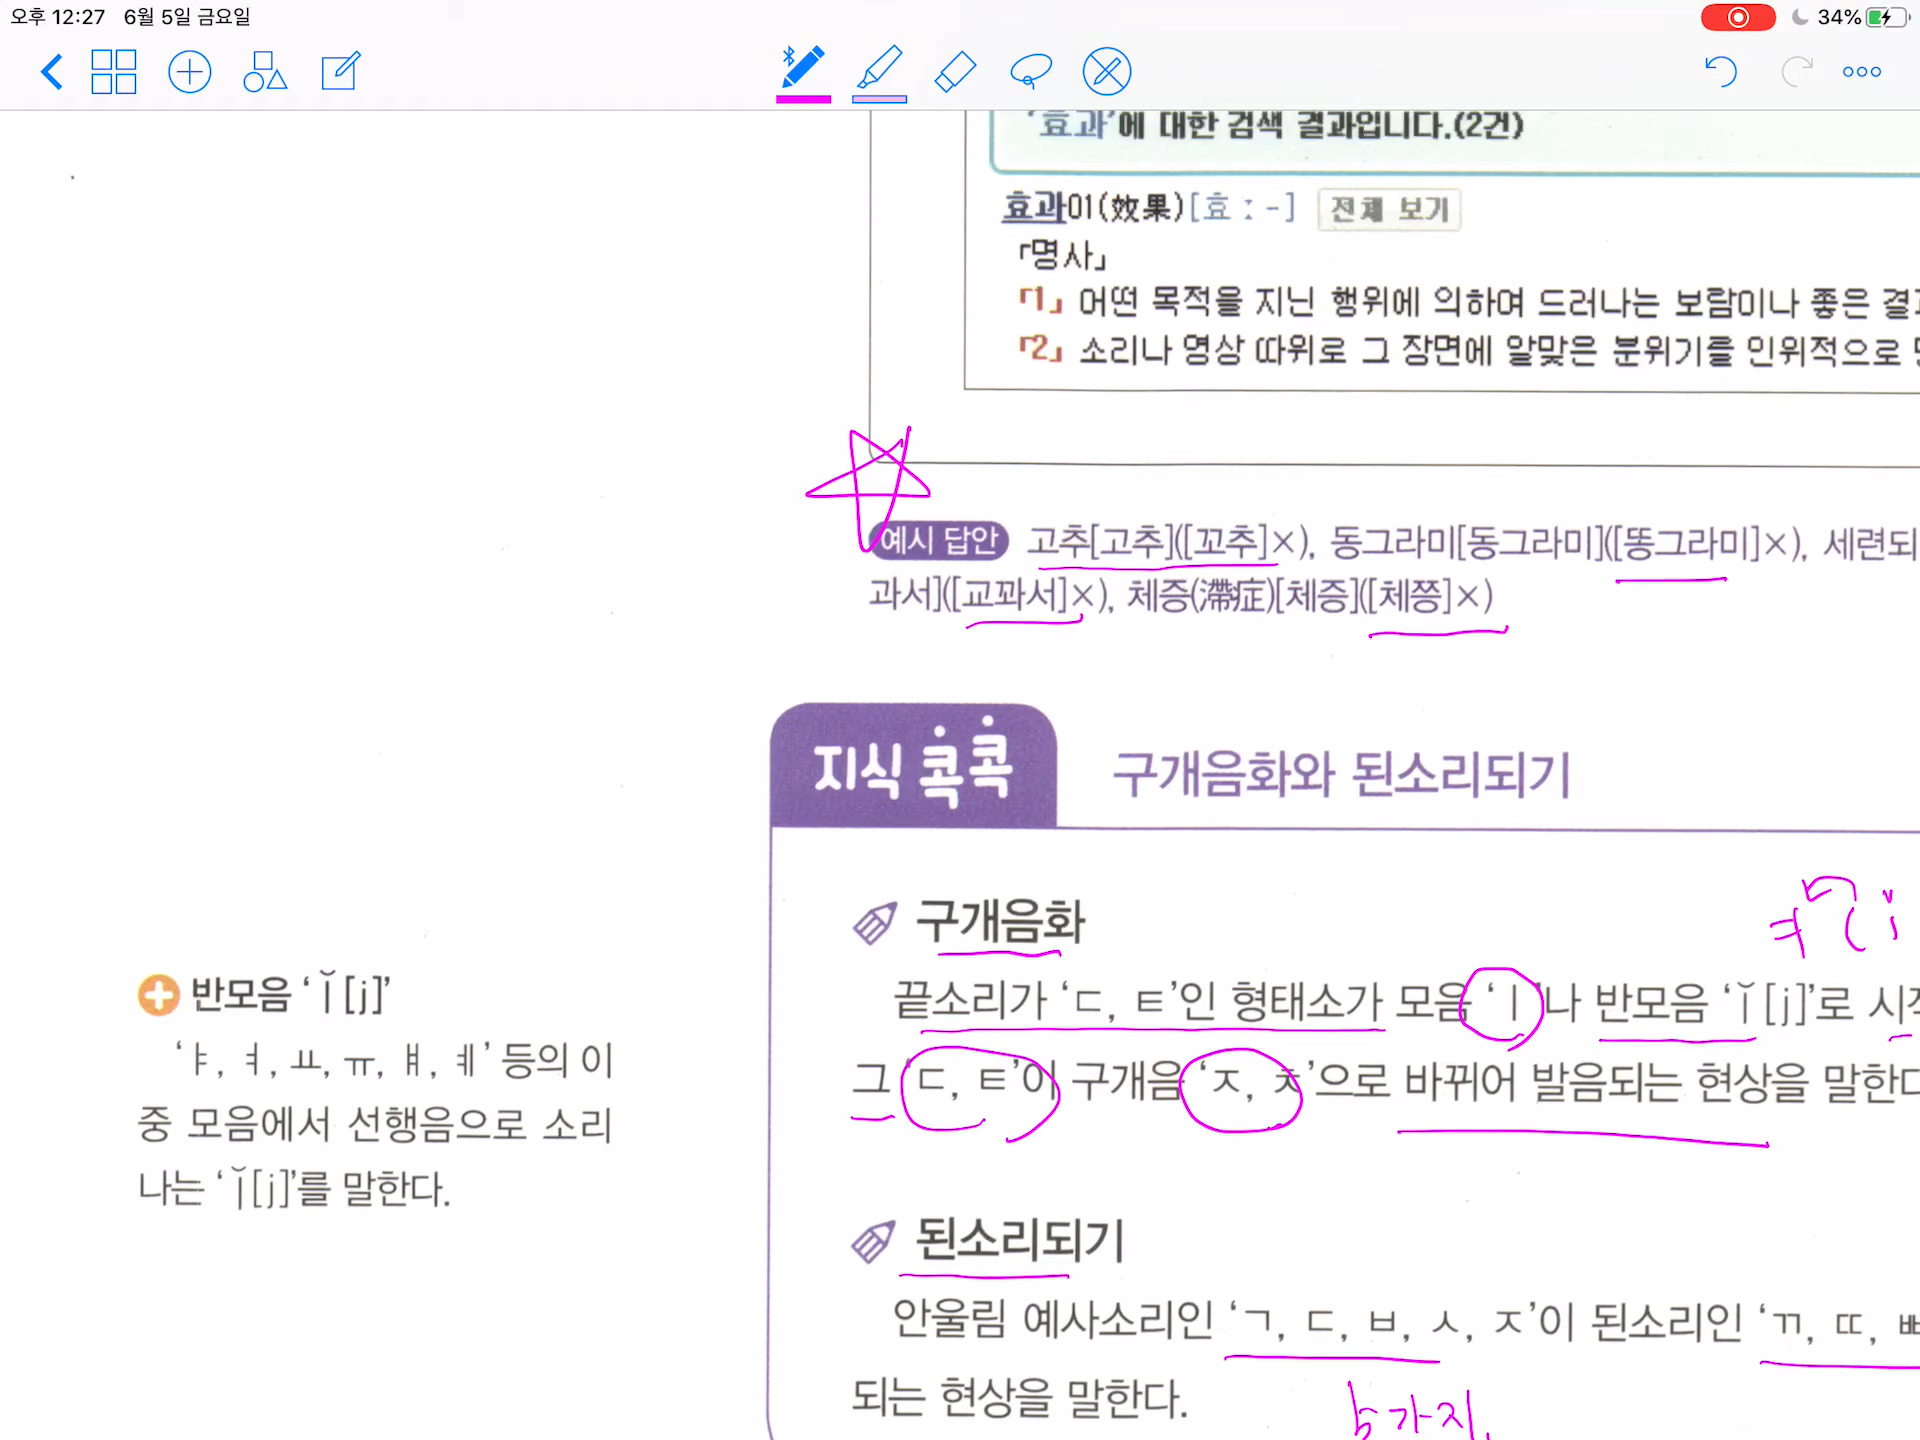 오후 12:27 6월 5일 금요일
34%
'효과'에 대한 검색 결과입니다.(2건)
효과01(效果)[효ː-] 전체 보기
「명사」
「1」 어떤 목적을 지닌 행위에 의하여 드러나는 보람이나 좋은
「2」 소리나 영상 따위로 그 장면에 알맞은 분위기를 인위적으로
예시 답안 고추[고추]([꼬추]×), 동그라미[동그라미]([똥그라미]×), 세련되
과서]([교꽈서]×), 체증(滯症)[체증]([체쯩]×)
지식 콕콕 구개음화와 된소리되기
구개음화
ㅕ i
끝소리가 'ㄷ, ㅌ'인 형태소가 모음 'ㅣ'나 반모음 'ㅣ̆[j]'로
그 'ㄷ, ㅌ'이 구개음 'ㅈ, ㅊ'으로 바뀌어 발음되는 현상을 말한다
반모음 'ㅣ̆[j]'
'ㅑ, ㅕ, ㅛ, ㅠ, ㅒ, ㅖ' 등의 이
중 모음에서 선행음으로 소리
나는 'ㅣ̆[j]'를 말한다.
된소리되기
안울림 예사소리인 'ㄱ, ㄷ, ㅂ, ㅅ, ㅈ'이 된소리인 'ㄲ, ㄸ, ㅃ
되는 현상을 말한다.
5가지.